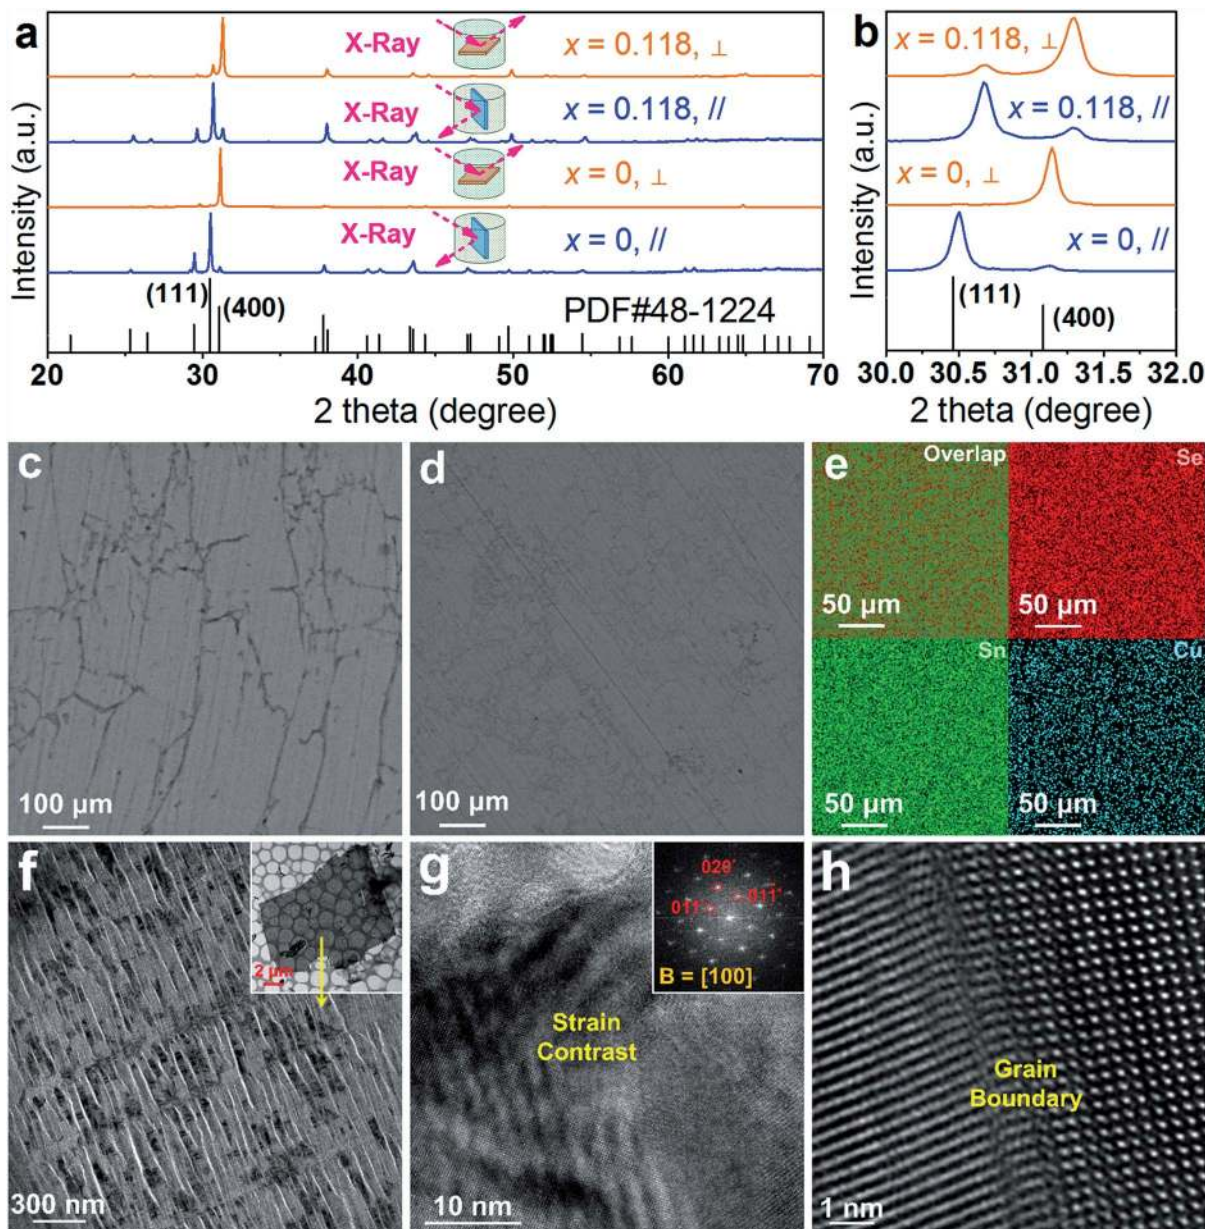 a
X-Ray
x = 0.118, ⊥
X-Ray
x = 0.118, //
X-Ray
x = 0, ⊥
X-Ray
x = 0, //
(111)
(400)
PDF#48-1224
Intensity (a.u.)
20 30 40 50 60 70
2 theta (degree)
b
x = 0.118, ⊥
x = 0.118, //
x = 0, ⊥
x = 0, //
(111)
(400)
Intensity (a.u.)
30.0 30.5 31.0 31.5 32.0
2 theta (degree)
c
100 µm
d
100 µm
e
Overlap
50 µm
Se
50 µm
Sn
50 µm
Cu
50 µm
f
2 µm
300 nm
g
020*
011*
B = [100]
Strain
Contrast
10 nm
h
Grain
Boundary
1 nm